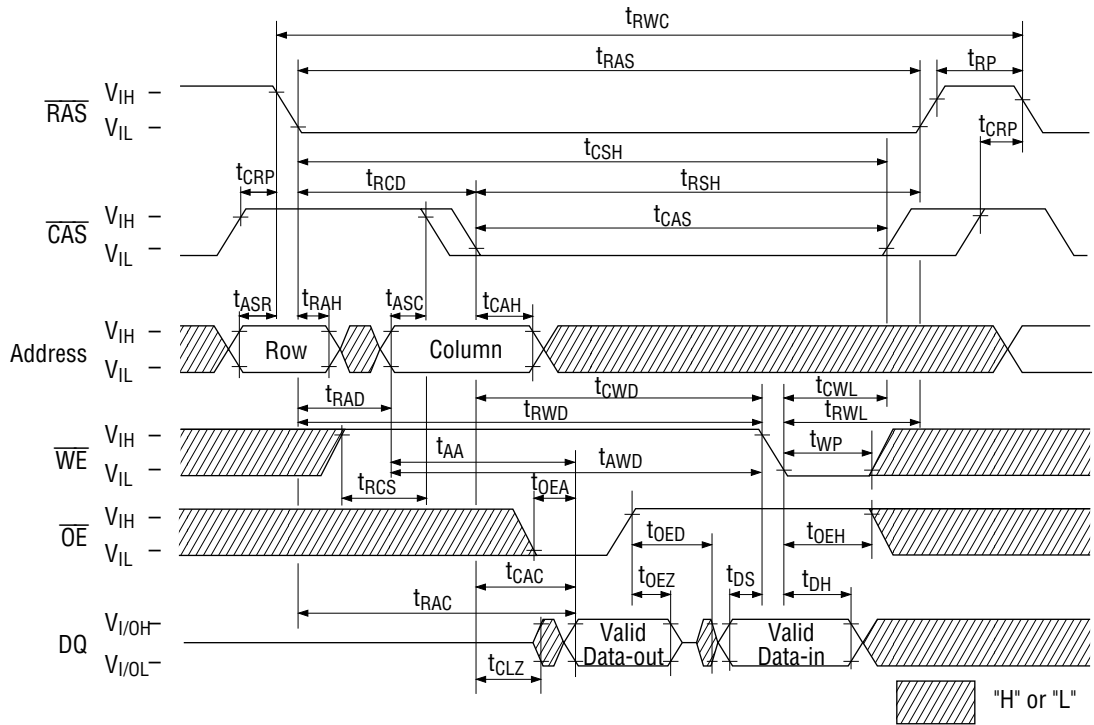 tRWC
tRAS
tRP
RAS
VIH
VIL
tCRP
tCSH
tCRP
tRCD
tRSH
CAS
VIH
VIL
tCAS
tASR
tRAH
tASC
tCAH
Address
VIH
VIL
Row
Column
tRAD
tCWD
tCWL
tRWD
tRWL
WE
VIH
VIL
tAA
tAWD
tWP
tRCS
tOEA
OE
VIH
VIL
tOED
tOEH
tCAC
tOEZ
tDS
tDH
tRAC
DQ
VI/OH
VI/OL
Valid
Data-out
Valid
Data-in
tCLZ
"H" or "L"